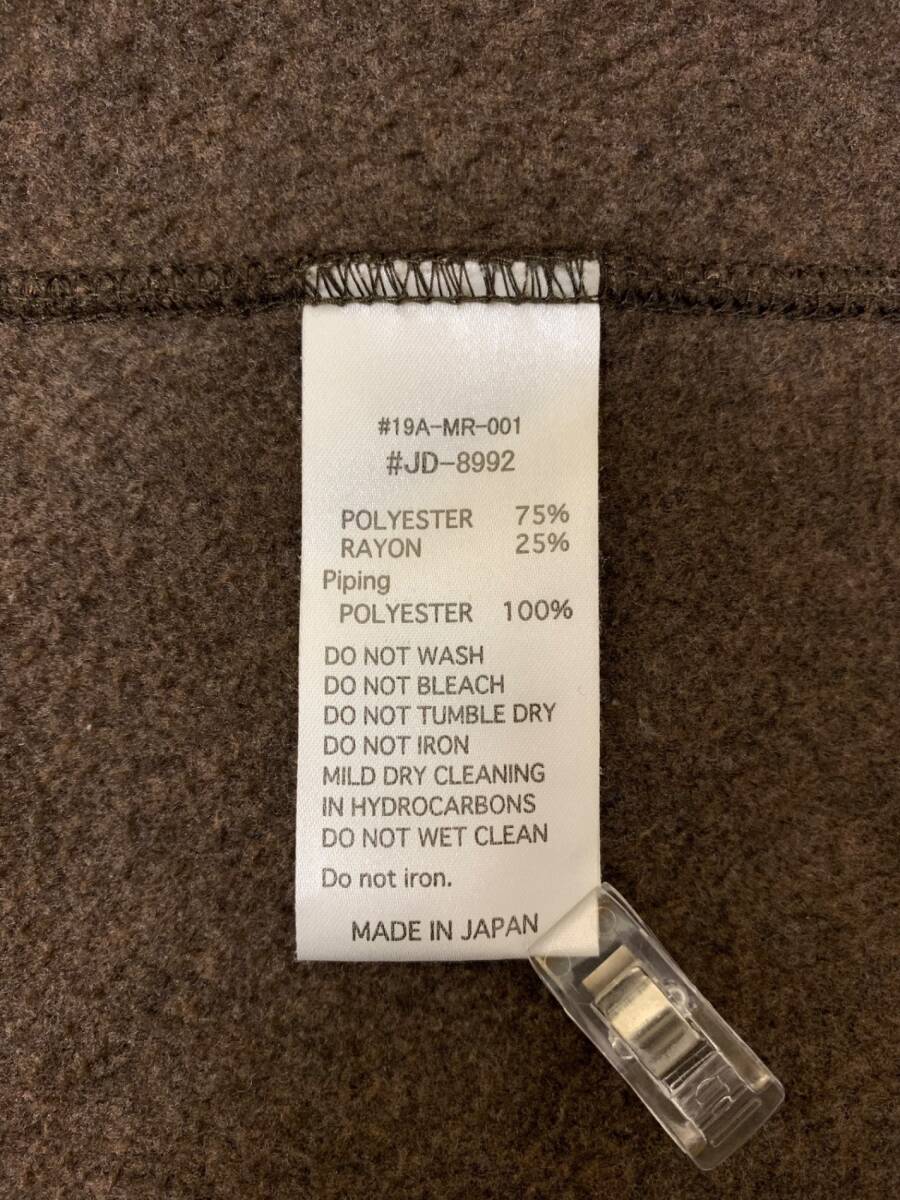 #19A-MR-001
#JD-8992
POLYESTER 75%
RAYON 25%
Piping
POLYESTER 100%
DO NOT WASH
DO NOT BLEACH
DO NOT TUMBLE DRY
DO NOT IRON
MILD DRY CLEANING
IN HYDROCARBONS
DO NOT WET CLEAN
Do not iron.
MADE IN JAPAN